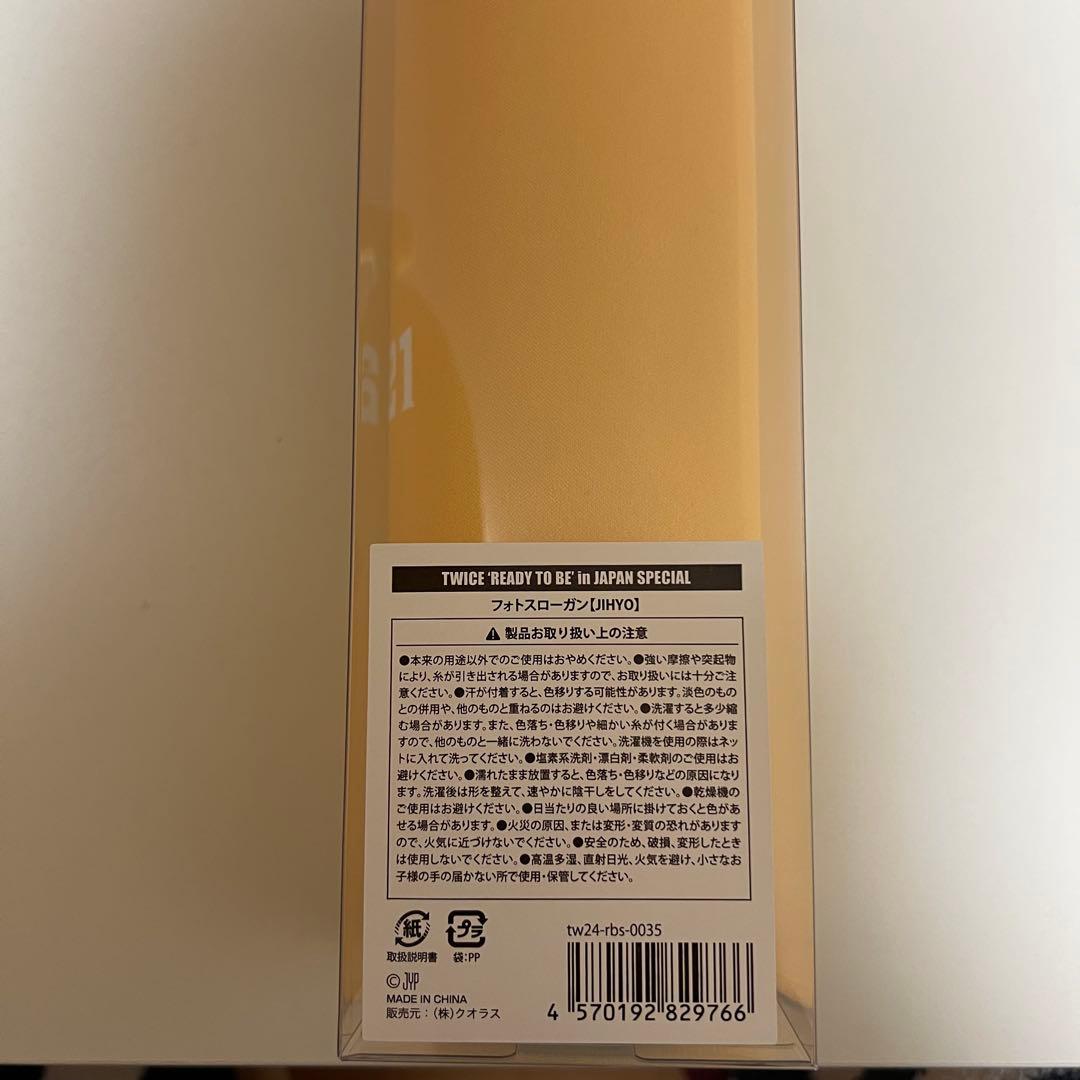 21
TWICE 'READY TO BE' in JAPAN SPECIAL
フォトスローガン【JIHYO】
⚠ 製品お取り扱い上の注意
●本来の用途以外でのご使用はおやめください。●強い摩擦や突起物
により、糸が引き出される場合がありますので、お取り扱いには十分ご注
意ください。●汗が付着すると、色移りする可能性があります。淡色のもの
との併用や、他のものと重ねるのはお避けください。●洗濯すると多少縮
む場合があります。また、色落ち・色移りや細かい糸が付く場合がありま
すので、他のものと一緒に洗わないでください。洗濯機を使用の際はネッ
トに入れて洗ってください。●塩素系洗剤・漂白剤・柔軟剤のご使用はお
避けください。●濡れたまま放置すると、色落ち・色移りなどの原因になり
ます。洗濯後は形を整えて、速やかに陰干しをしてください。●乾燥機の
ご使用はお避けください。●日当たりの良い場所に掛けておくと色があ
せる場合があります。●火災の原因、または変形・変質の恐れがあります
ので、火気に近づけないでください。●安全のため、破損、変形したとき
は使用しないでください。●高温多湿、直射日光、火気を避け、小さなお
子様の手の届かない所で使用・保管してください。
紙 プラ
取扱説明書 袋:PP
tw24-rbs-0035
©JYP
MADE IN CHINA
販売元:(株)クオラス
4 570192 829766